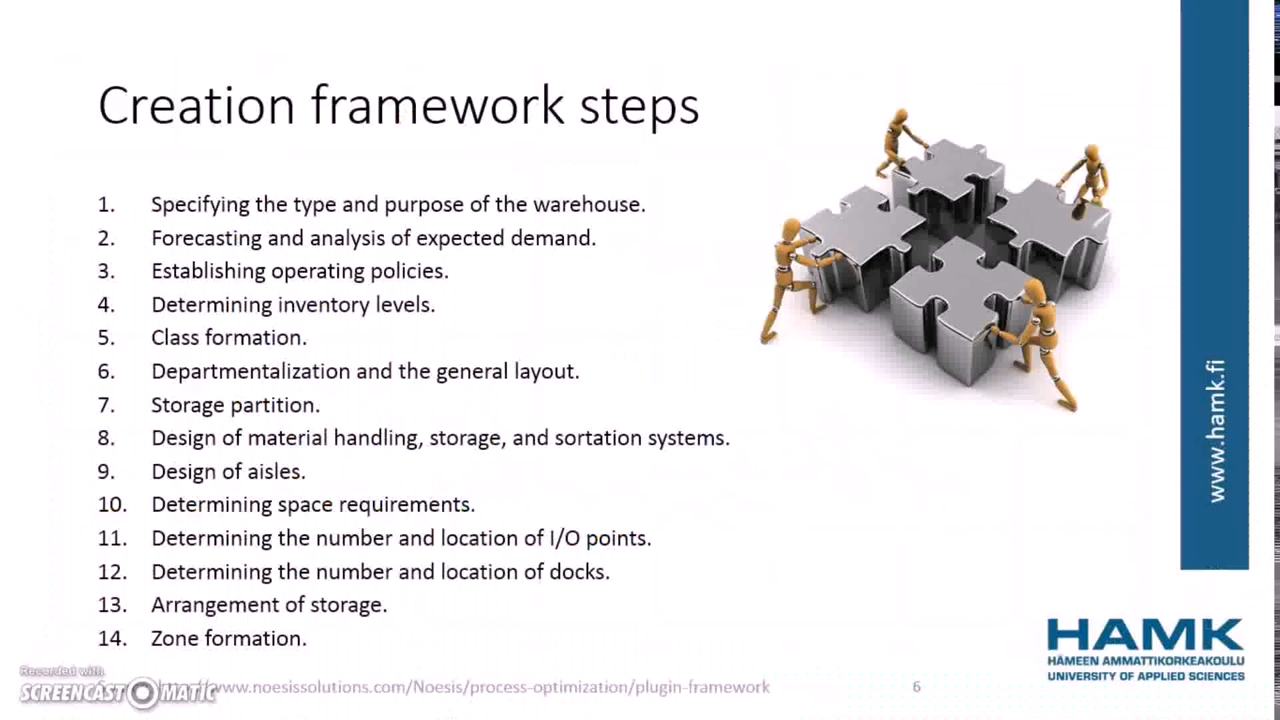 Creation framework steps
1. Specifying the type and purpose of the warehouse.
2. Forecasting and analysis of expected demand.
3. Establishing operating policies.
4. Determining inventory levels.
5. Class formation.
6. Departmentalization and the general layout.
7. Storage partition.
8. Design of material handling, storage, and sortation systems.
9. Design of aisles.
10. Determining space requirements.
11. Determining the number and location of I/O points.
12. Determining the number and location of docks.
13. Arrangement of storage.
14. Zone formation.
www.hamk.fi
HAMK
HÄMEEN AMMATTIKORKEAKOULU
UNIVERSITY OF APPLIED SCIENCES
Recorded with
SCREENCAST MATIC
www.noesissolutions.com/Noesis/process-optimization/plugin-framework
6